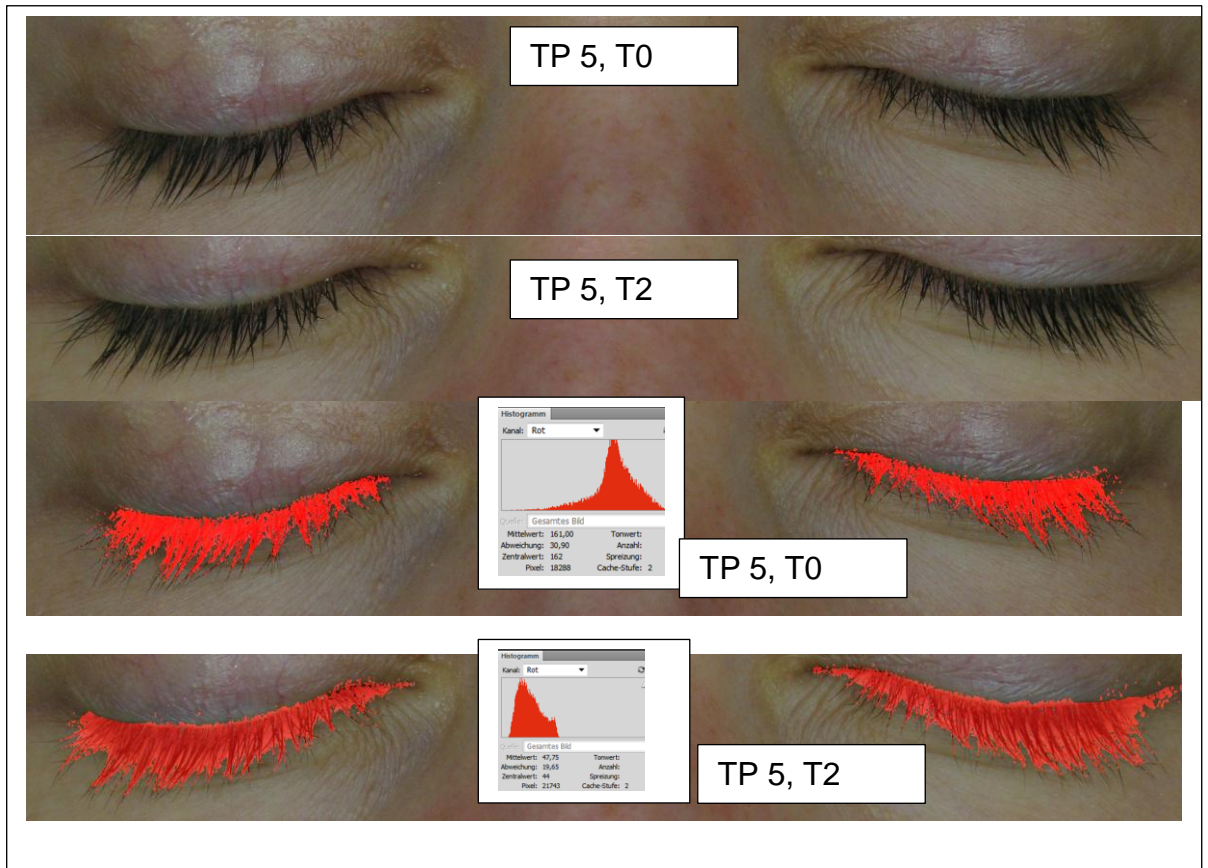 TP 5, T0
TP 5, T2
Histogramm
Kanal: Rot
Quelle: Gesamtes Bild
Mittelwert: 161,00 Tonwert:
Abweichung: 30,90 Anzahl:
Zentralwert: 162 Spreizung:
Pixel: 18288 Cache-Stufe: 2
TP 5, T0
Histogramm
Kanal: Rot
Quelle: Gesamtes Bild
Mittelwert: 47,75 Tonwert:
Abweichung: 19,65 Anzahl:
Zentralwert: 44 Spreizung:
Pixel: 21743 Cache-Stufe: 2
TP 5, T2